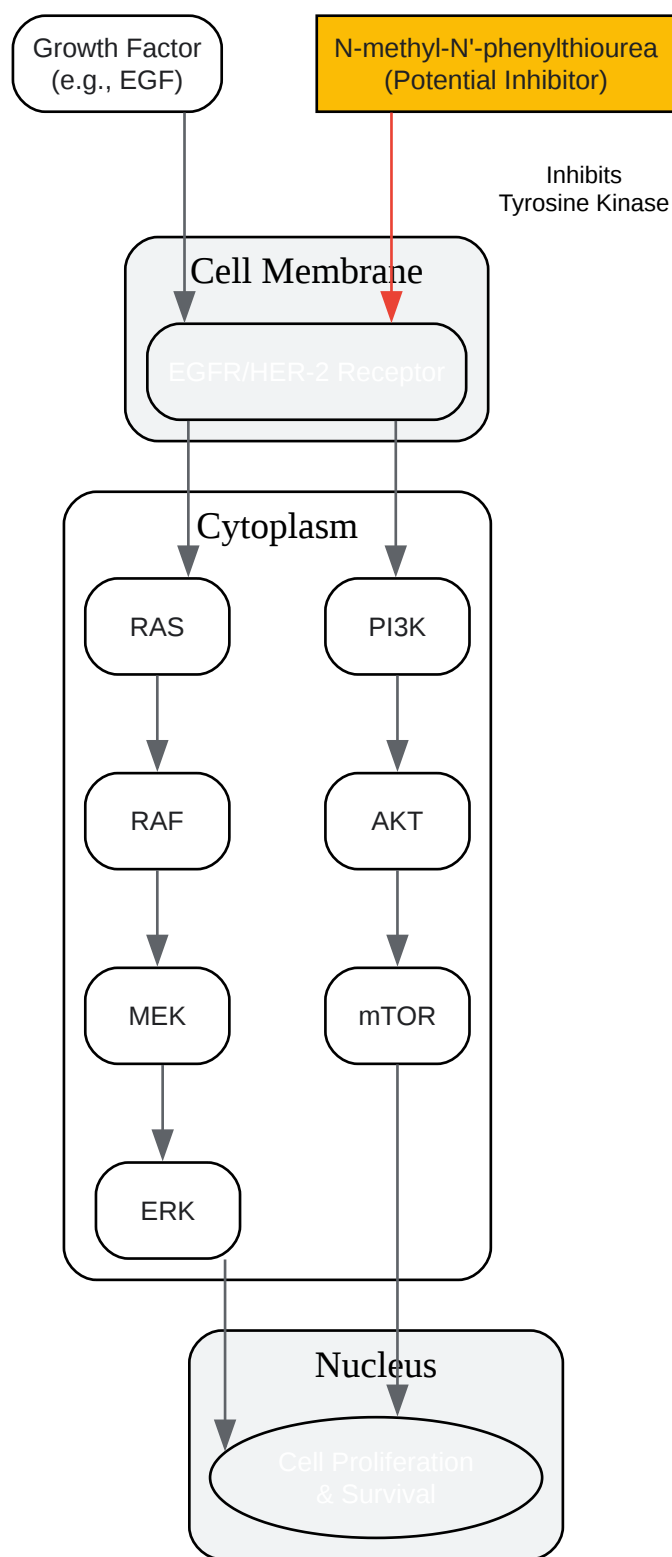 Growth Factor
(e.g., EGF)
N-methyl-N'-phenylthiourea
(Potential Inhibitor)
Inhibits
Tyrosine Kinase
Cell Membrane
EGFR/HER-2 Receptor
Cytoplasm
RAS
PI3K
RAF
AKT
MEK
mTOR
ERK
Nucleus
Cell Proliferation
& Survival